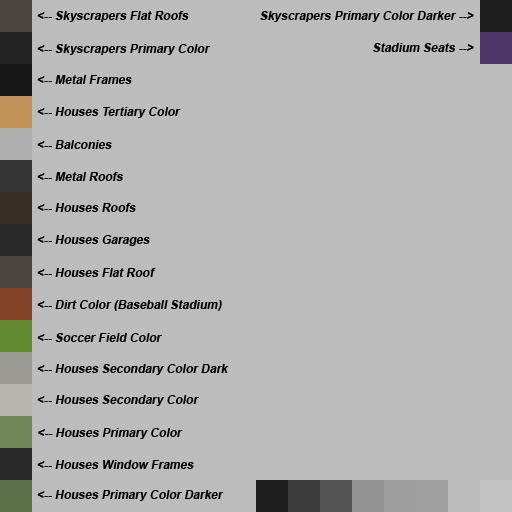 <-- Skyscrapers Flat Roofs
Skyscrapers Primary Color Darker -->
<-- Skyscrapers Primary Color
Stadium Seats -->
<-- Metal Frames
<-- Houses Tertiary Color
<-- Balconies
<-- Metal Roofs
<-- Houses Roofs
<-- Houses Garages
<-- Houses Flat Roof
<-- Dirt Color (Baseball Stadium)
<-- Soccer Field Color
<-- Houses Secondary Color Dark
<-- Houses Secondary Color
<-- Houses Primary Color
<-- Houses Window Frames
<-- Houses Primary Color Darker